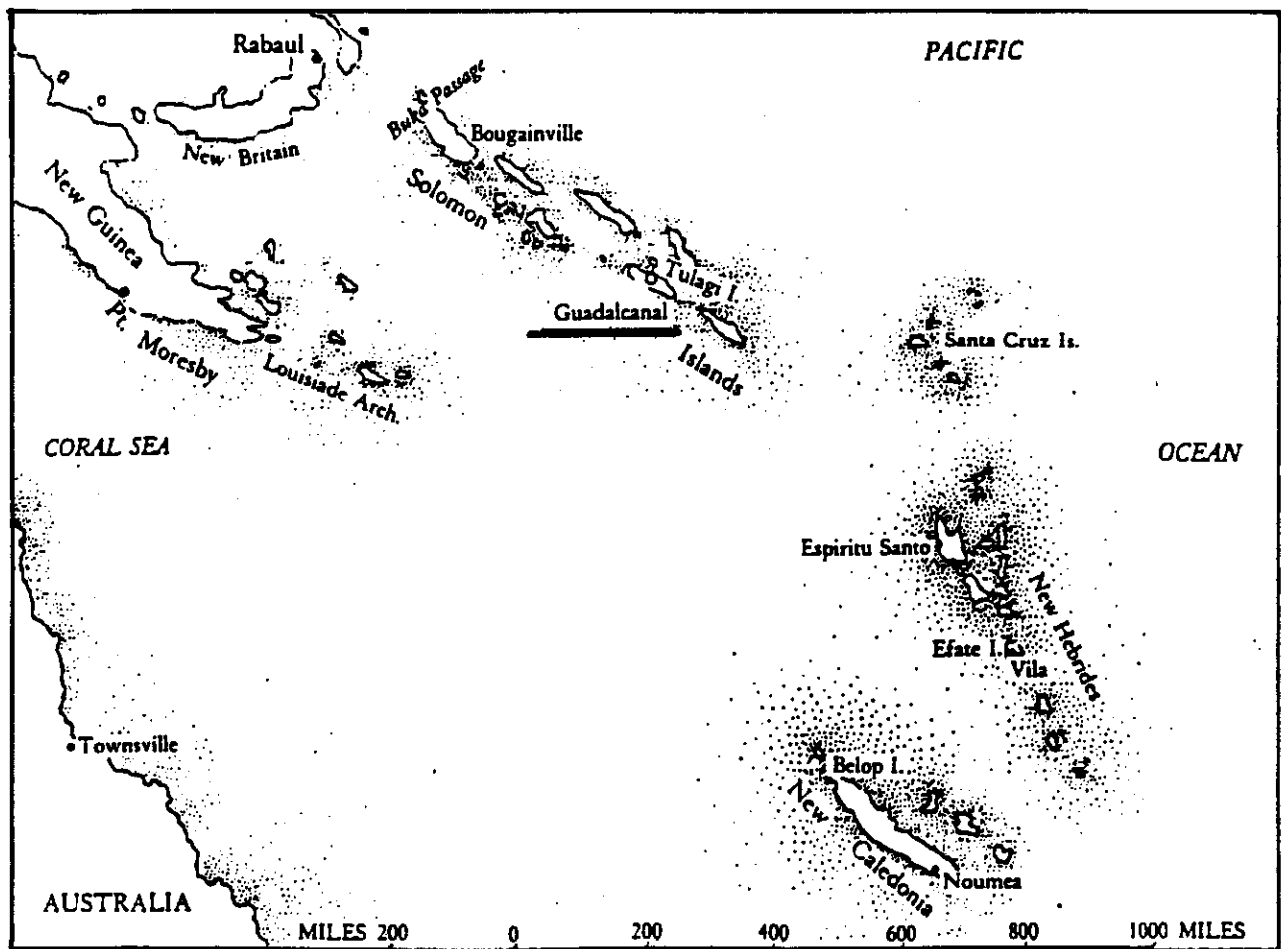 Rabaul
PACIFIC
Buka Passage
Bougainville
New Britain
New Guinea
Solomon
Tulagi I.
Guadalcanal
Pt. Moresby
Santa Cruz Is.
Islands
Louisiade Arch.
CORAL SEA
OCEAN
Espiritu Santo
New Hebrides
Efate I.
Vila
Townsville
Belop I.
New Caledonia
Noumea
AUSTRALIA
MILES 200 0 200 400 600 800 1000 MILES